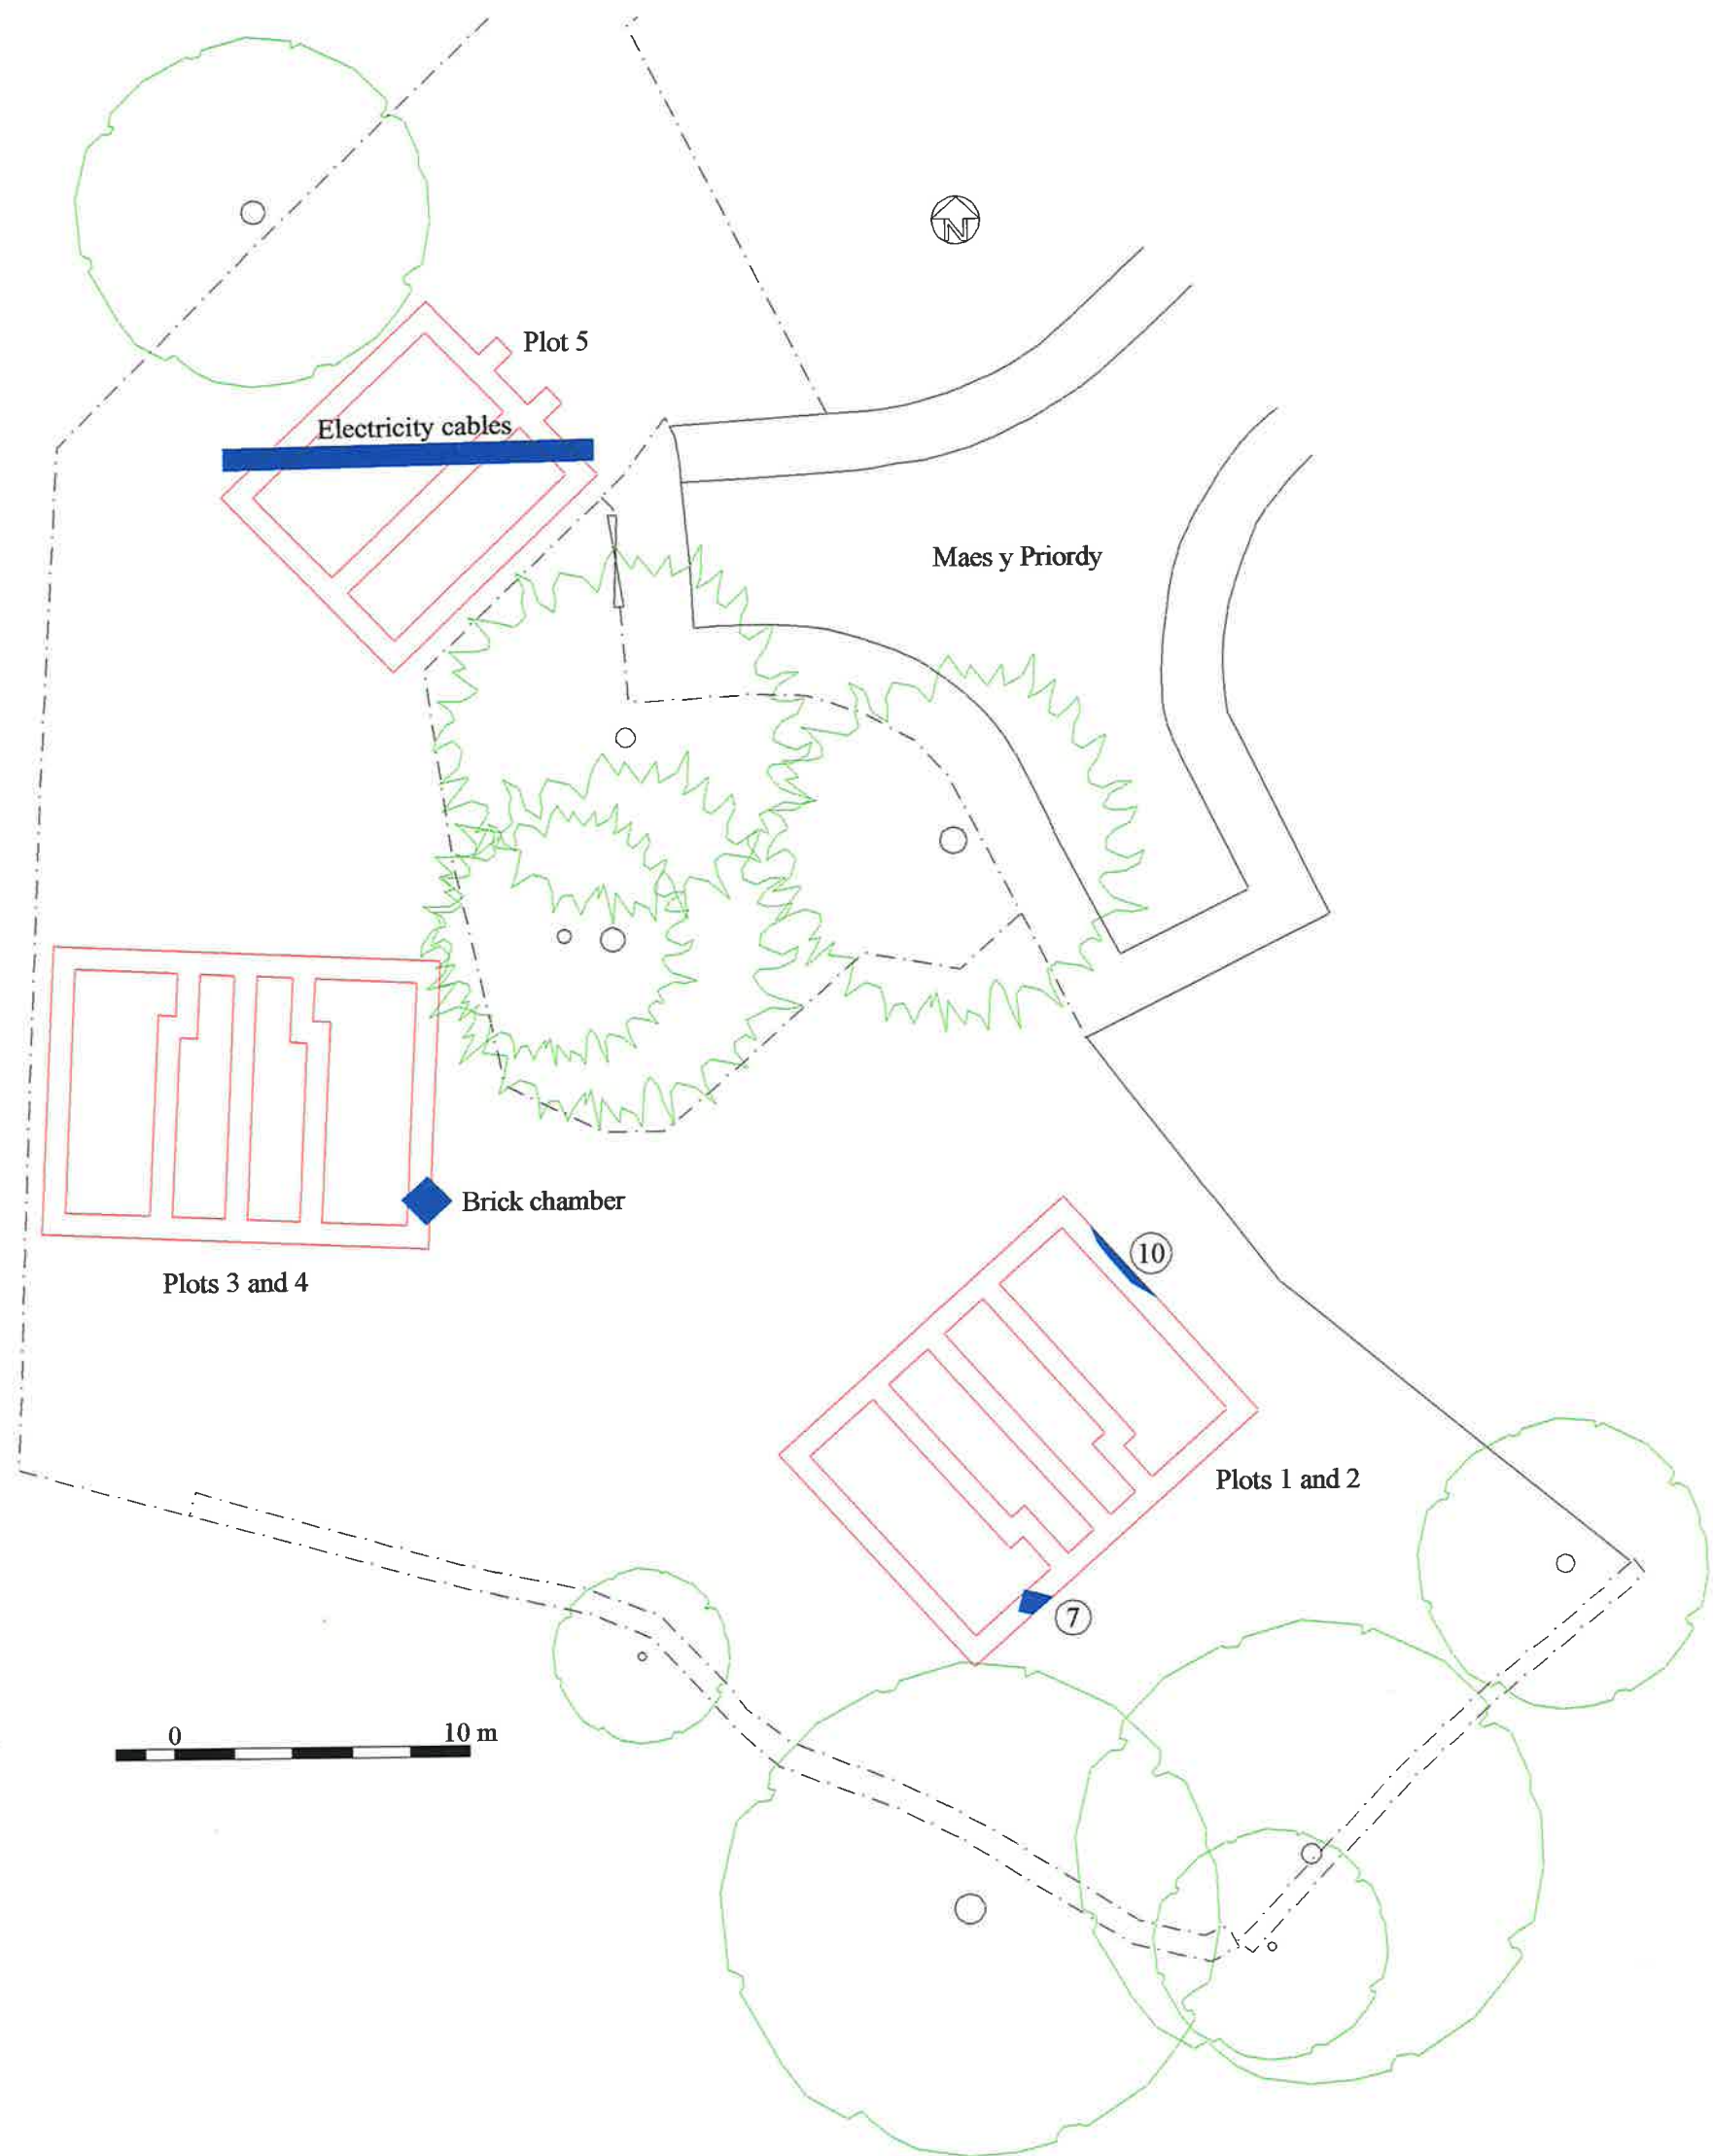 N
Plot 5
Electricity cables
Maes y Priordy
Brick chamber
10
Plots 3 and 4
Plots 1 and 2
7
0
10 m